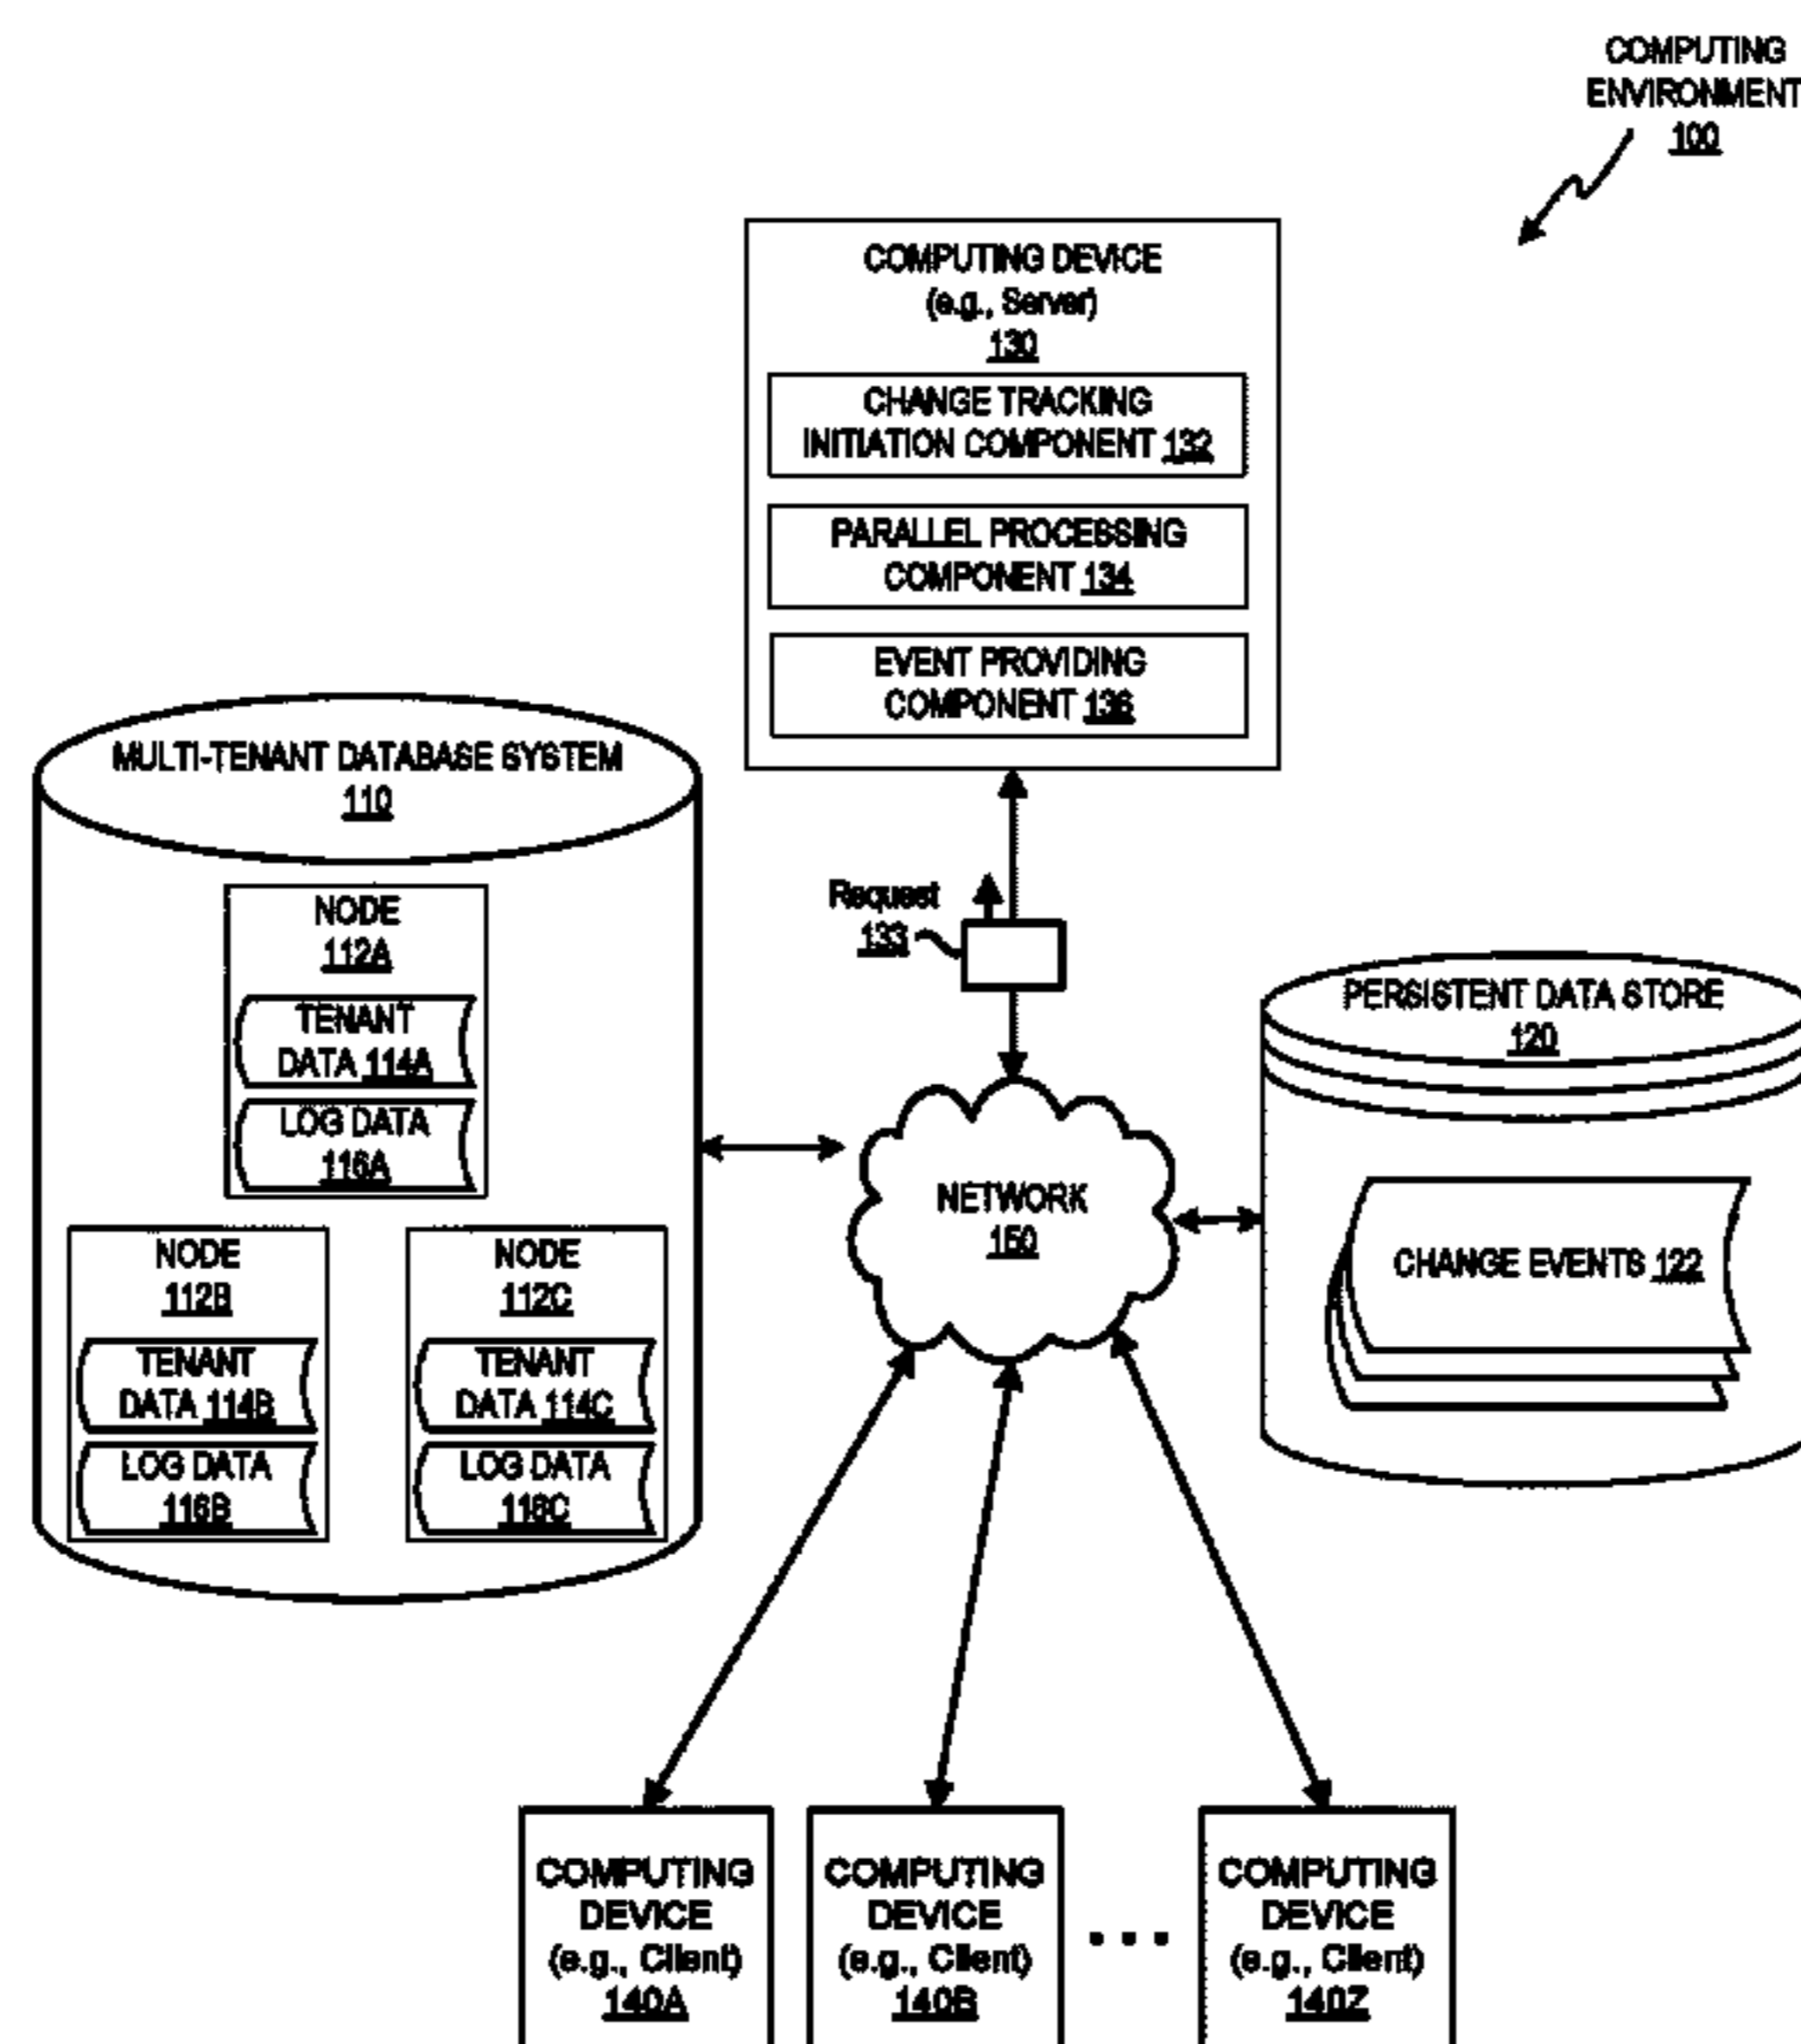 COMPUTING
ENVIRONMENT
100
COMPUTING DEVICE
(e.g., Server)
130
CHANGE TRACKING
INITIATION COMPONENT 132
PARALLEL PROCESSING
COMPONENT 134
EVENT PROVIDING
COMPONENT 136
MULTI-TENANT DATABASE SYSTEM
110
NODE
112A
TENANT
DATA 114A
LOG DATA
116A
NODE
112B
TENANT
DATA 114B
LOG DATA
116B
NODE
112C
TENANT
DATA 114C
LOG DATA
116C
Request
133
NETWORK
150
PERSISTENT DATA STORE
120
CHANGE EVENTS 122
COMPUTING
DEVICE
(e.g., Client)
140A
COMPUTING
DEVICE
(e.g., Client)
140B
...
COMPUTING
DEVICE
(e.g., Client)
140Z